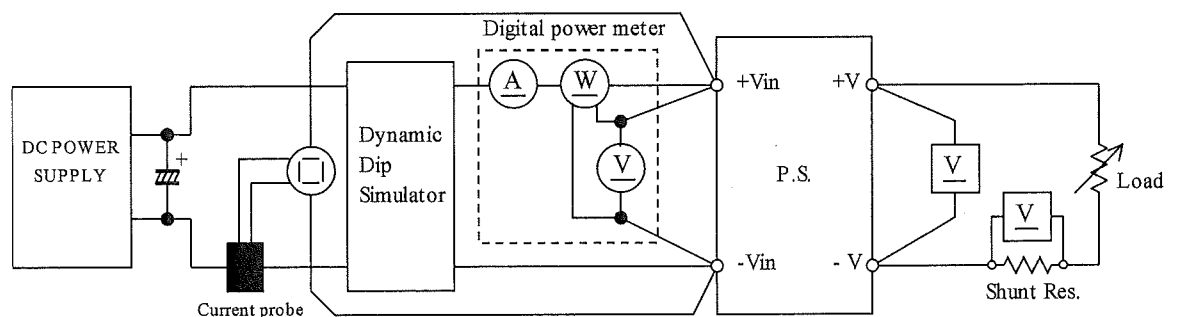 Digital power meter
A
W
+Vin
+V
DC POWER
SUPPLY
+
Dynamic
Dip
Simulator
V
P.S.
V
Load
V
-Vin
- V
Shunt Res.
Current probe